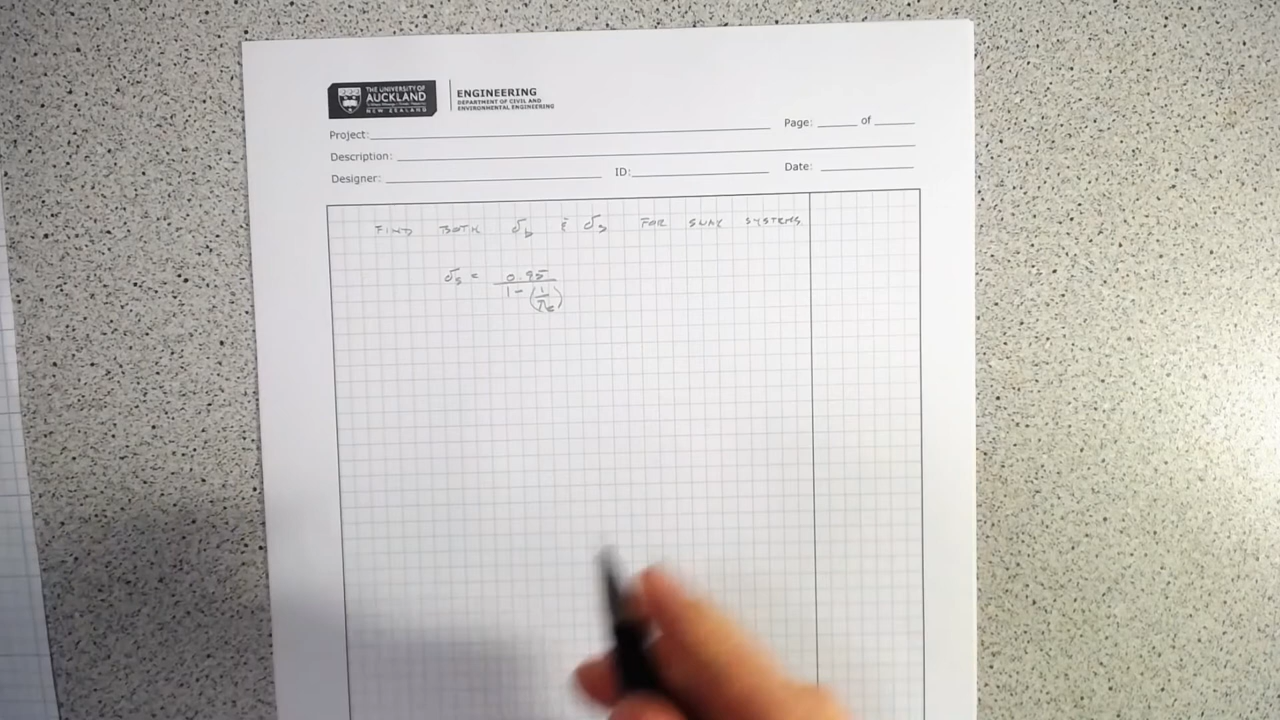 THE UNIVERSITY OF
AUCKLAND
NEW ZEALAND
ENGINEERING
DEPARTMENT OF CIVIL AND
ENVIRONMENTAL ENGINEERING
Project:
Page: of
Description:
Designer: ID: Date:
FIND BOTH δb & δs FOR SWAY SYSTEMS
δs = 0.95 / (1 - (1/λc))